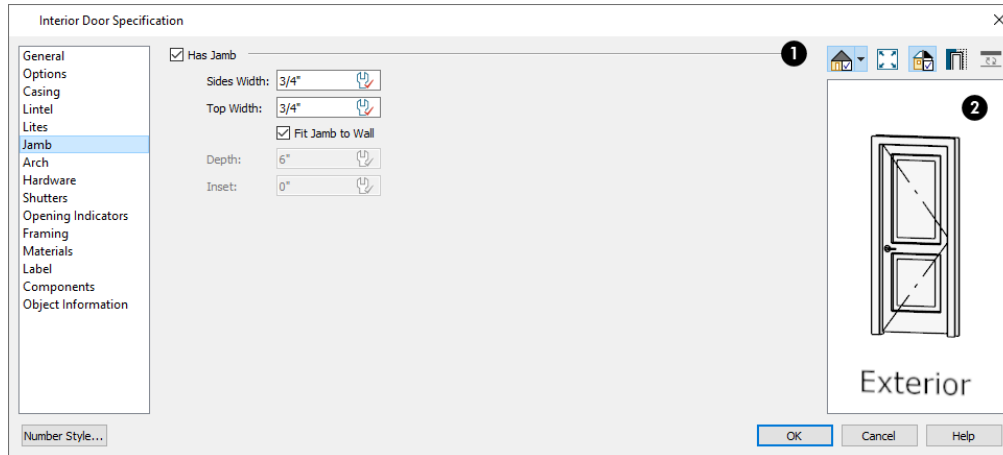 Interior Door Specification
General
Options
Casing
Lintel
Lites
Jamb
Arch
Hardware
Shutters
Opening Indicators
Framing
Materials
Label
Components
Object Information
Has Jamb
Sides Width: 3/4"
Top Width: 3/4"
Fit Jamb to Wall
Depth: 6"
Inset: 0"
1
2
Exterior
Number Style...
OK
Cancel
Help